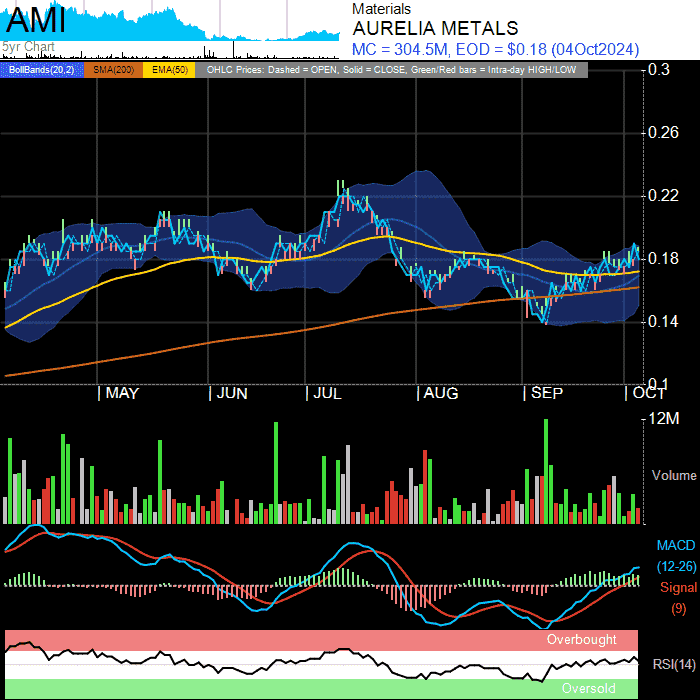 AMI
5yr Chart
Materials
AURELIA METALS
MC = 304.5M, EOD = $0.18 (04Oct2024)
BollBands(20,2) SMA(200) EMA(50) OHLC Prices: Dashed = OPEN, Solid = CLOSE, Green/Red bars = Intra-day HIGH/LOW
0.3
0.26
0.22
0.18
0.14
0.1
MAY JUN JUL AUG SEP OCT
12M
Volume
MACD
(12-26)
Signal
(9)
Overbought
RSI(14)
Oversold